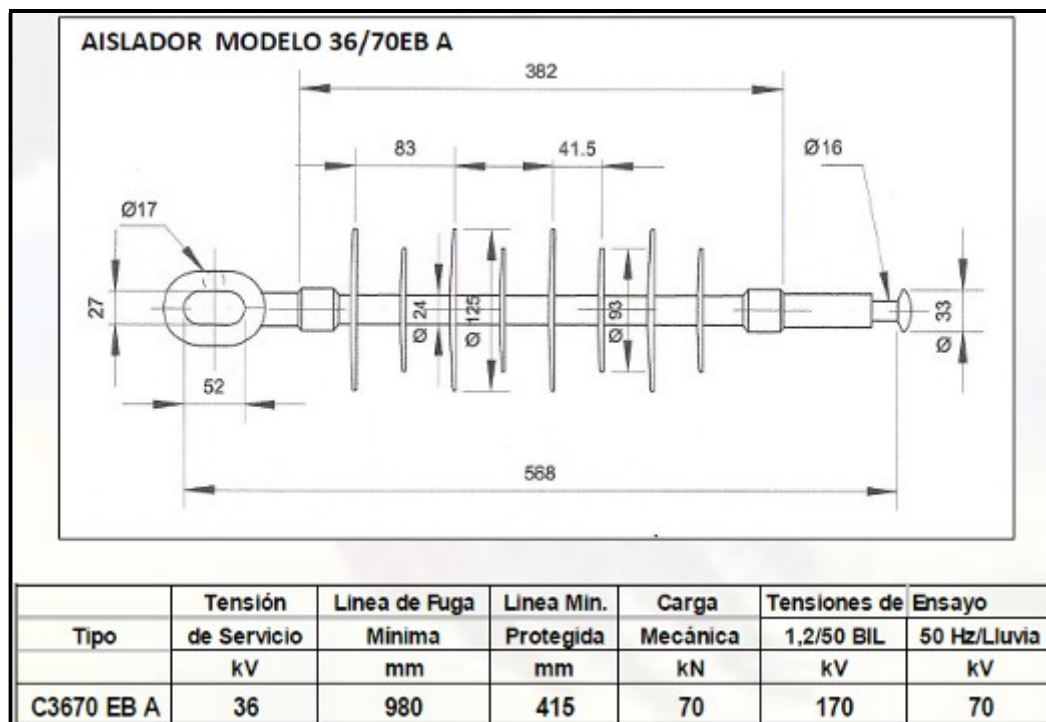 AISLADOR MODELO 36/70EB A
382
83
41.5
Ø16
Ø17
27
Ø 24
Ø 125
Ø 93
Ø 33
52
568
Tensión Linea de Fuga Linea Min. Carga Tensiones de Ensayo
Tipo de Servicio Mínima Protegida Mecánica 1,2/50 BIL 50 Hz/Lluvia
kV mm mm kN kV kV
C3670 EB A 36 980 415 70 170 70